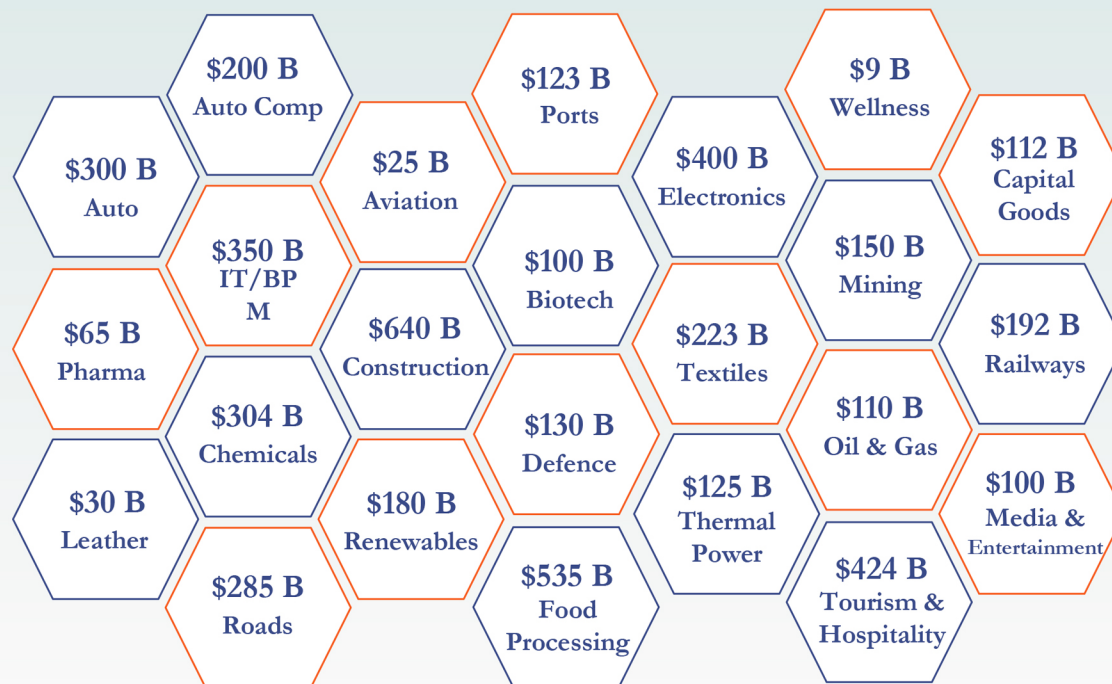 $200 B
Auto Comp
$123 B
Ports
$9 B
Wellness
$300 B
Auto
$25 B
Aviation
$400 B
Electronics
$112 B
Capital
Goods
$350 B
IT/BP
M
$100 B
Biotech
$150 B
Mining
$65 B
Pharma
$640 B
Construction
$223 B
Textiles
$192 B
Railways
$304 B
Chemicals
$130 B
Defence
$110 B
Oil & Gas
$30 B
Leather
$180 B
Renewables
$125 B
Thermal
Power
$100 B
Media &
Entertainment
$285 B
Roads
$535 B
Food
Processing
$424 B
Tourism &
Hospitality